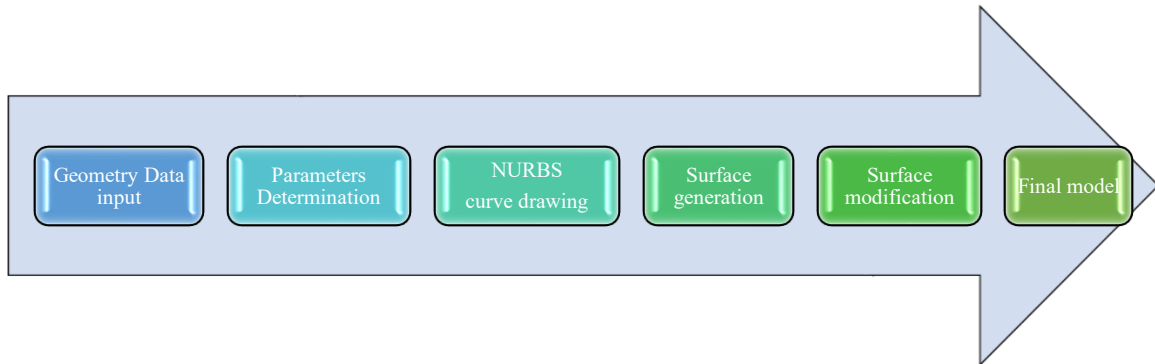 Geometry Data
input
Parameters
Determination
NURBS
curve drawing
Surface
generation
Surface
modification
Final model